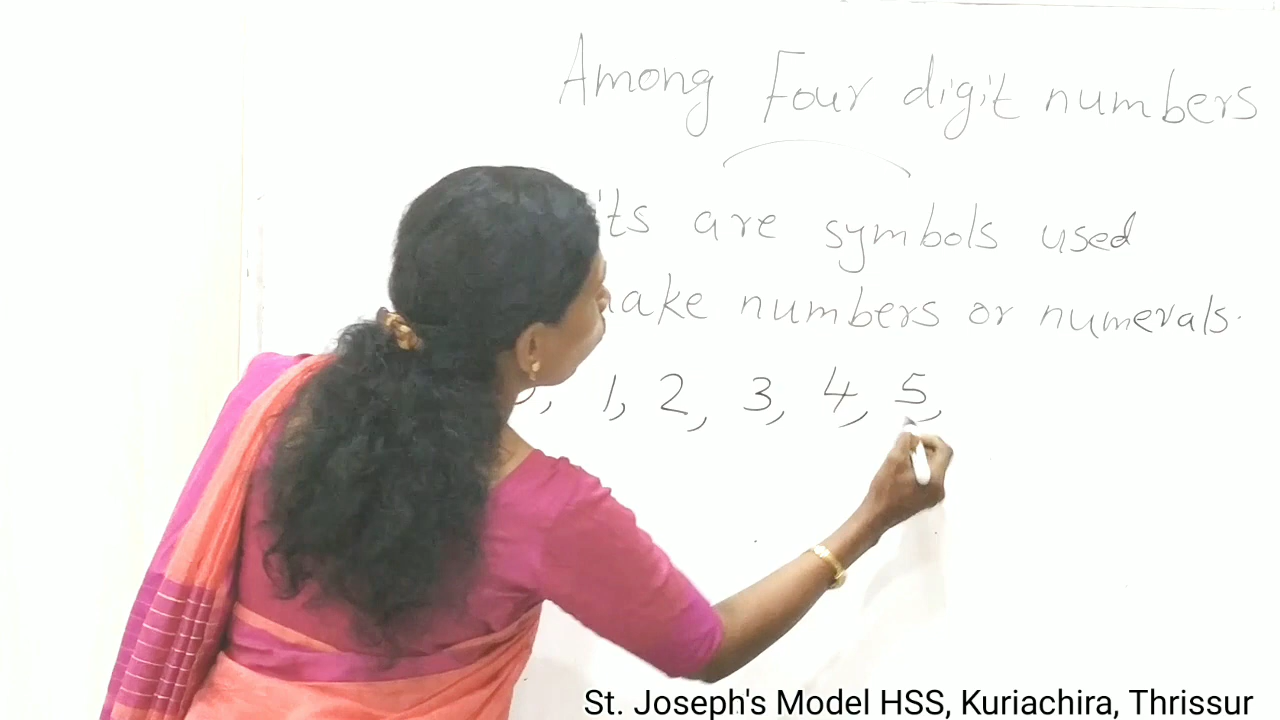 Among Four digit numbers
are symbols used
numbers or numerals.
1, 2, 3, 4, 5,
St. Joseph's Model HSS, Kuriachira, Thrissur